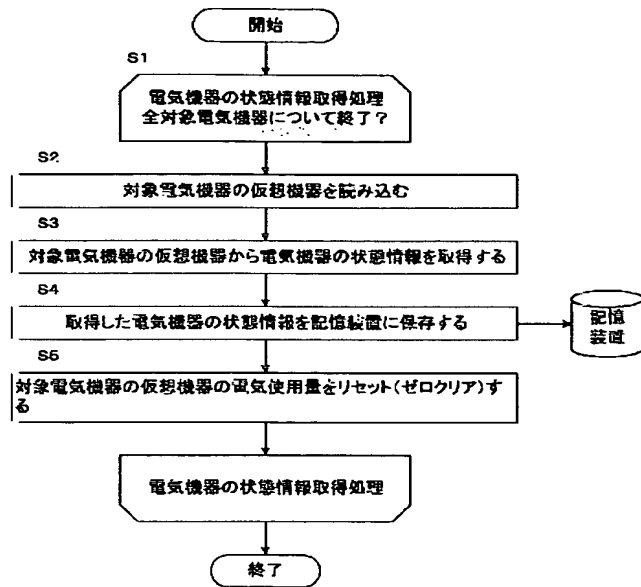 開始
S1
電気機器の状態情報取得処理
全対象電気機器について終了？
S2
対象電気機器の仮想機器を読み込む
S3
対象電気機器の仮想機器から電気機器の状態情報を取得する
S4
取得した電気機器の状態情報を記憶装置に保存する
記憶
装置
S5
対象電気機器の仮想機器の電気使用量をリセット（ゼロクリア）す
る
電気機器の状態情報取得処理
終了